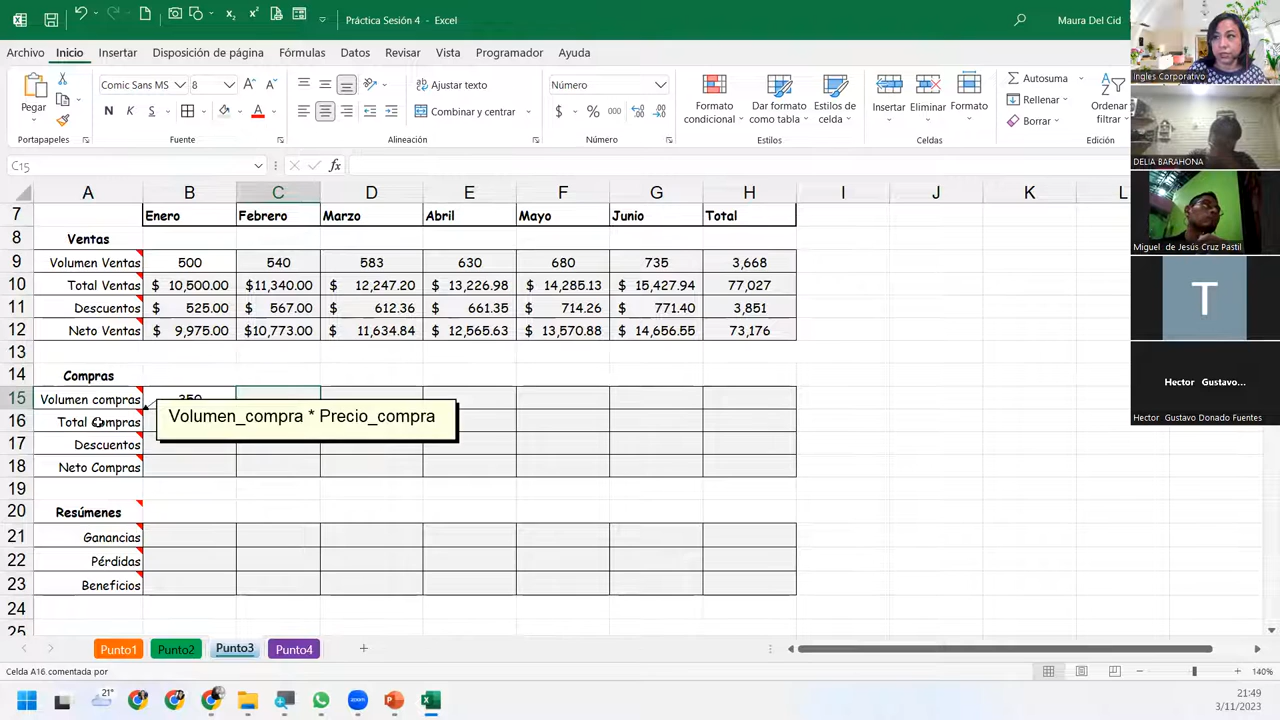 Práctica Sesión 4 - Excel
Maura Del Cid
Archivo Inicio Insertar Disposición de página Fórmulas Datos Revisar Vista Programador Ayuda
Comic Sans MS 8 A A Ajustar texto Número Autosuma
Pegar Formato condicional Dar formato como tabla Estilos de celda Insertar Eliminar Formato Rellenar Ordenar filtrar
N K S Combinar y centrar $ % 000 Borrar
Portapapeles Fuente Alineación Número Estilos Celdas Edición
C15 fx
A B C D E F G H I J K L
7 Enero Febrero Marzo Abril Mayo Junio Total
8 Ventas
9 Volumen Ventas 500 540 583 630 680 735 3,668
10 Total Ventas $ 10,500.00 $11,340.00 $ 12,247.20 $ 13,226.98 $ 14,285.13 $ 15,427.94 77,027
11 Descuentos $ 525.00 $ 567.00 $ 612.36 $ 661.35 $ 714.26 $ 771.40 3,851
12 Neto Ventas $ 9,975.00 $10,773.00 $ 11,634.84 $ 12,565.63 $ 13,570.88 $ 14,656.55 73,176
13
14 Compras
15 Volumen compras 350
Volumen_compra * Precio_compra
16 Total Compras
17 Descuentos
18 Neto Compras
19
20 Resúmenes
21 Ganancias
22 Pérdidas
23 Beneficios
24
25
Punto1 Punto2 Punto3 Punto4
Celda A16 comentada por
140%
21°
21:49
3/11/2023
Ingles Corporativo
DELIA BARAHONA
Miguel de Jesús Cruz Pastil
T
Hector Gustavo...
Hector Gustavo Donado Fuentes